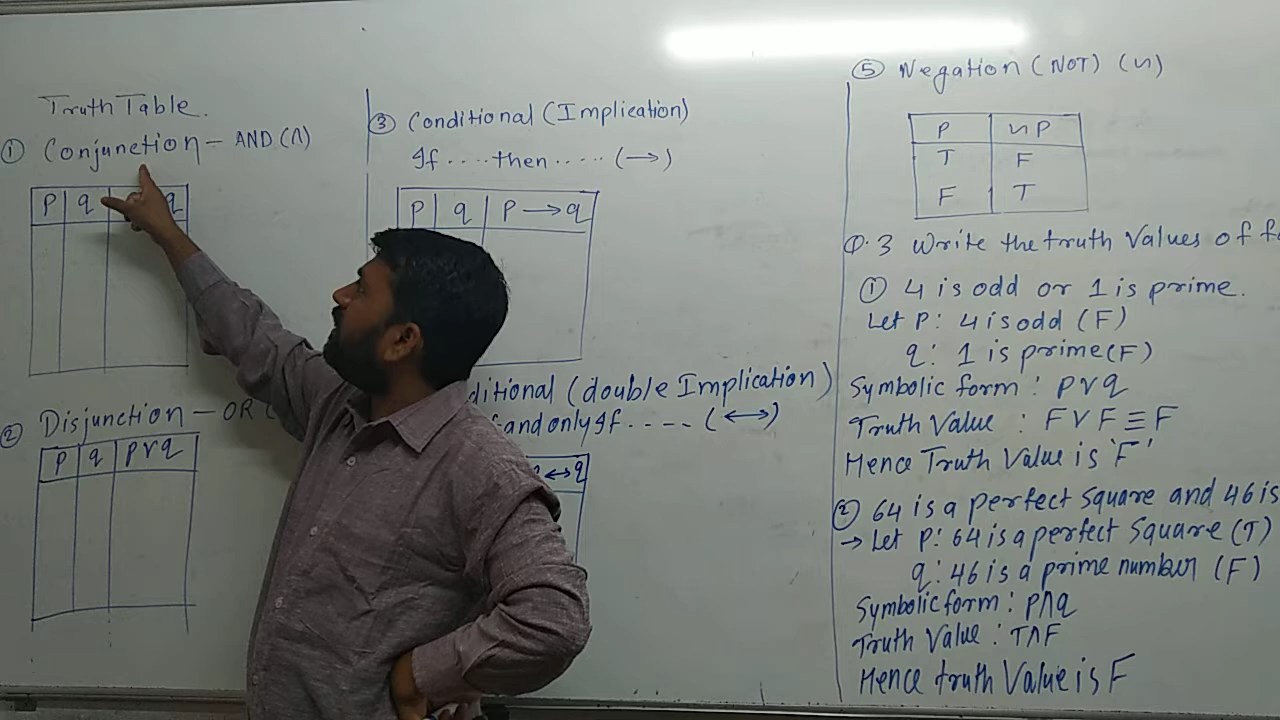 Truth Table.
① Conjunction - AND (∧)
p q q
② Disjunction - OR (
p q p∨q
③ Conditional (Implication)
If ....then ..... (→)
p q p → q
ditional (double Implication)
f and only If .... (↔)
↔ q
⑤ Negation (NOT) (~)
p ~p
T F
F T
Q.3 Write the truth Values of fo
① 4 is odd or 1 is prime.
Let p: 4 is odd (F)
q: 1 is prime (F)
Symbolic form : p∨q
Truth Value : F∨F≡F
Hence Truth Value is 'F'
② 64 is a perfect Square and 46 is
→ Let p: 64 is a perfect Square (T)
q: 46 is a prime number (F)
Symbolic form : p∧q
Truth Value : T∧F
Hence truth Value is F